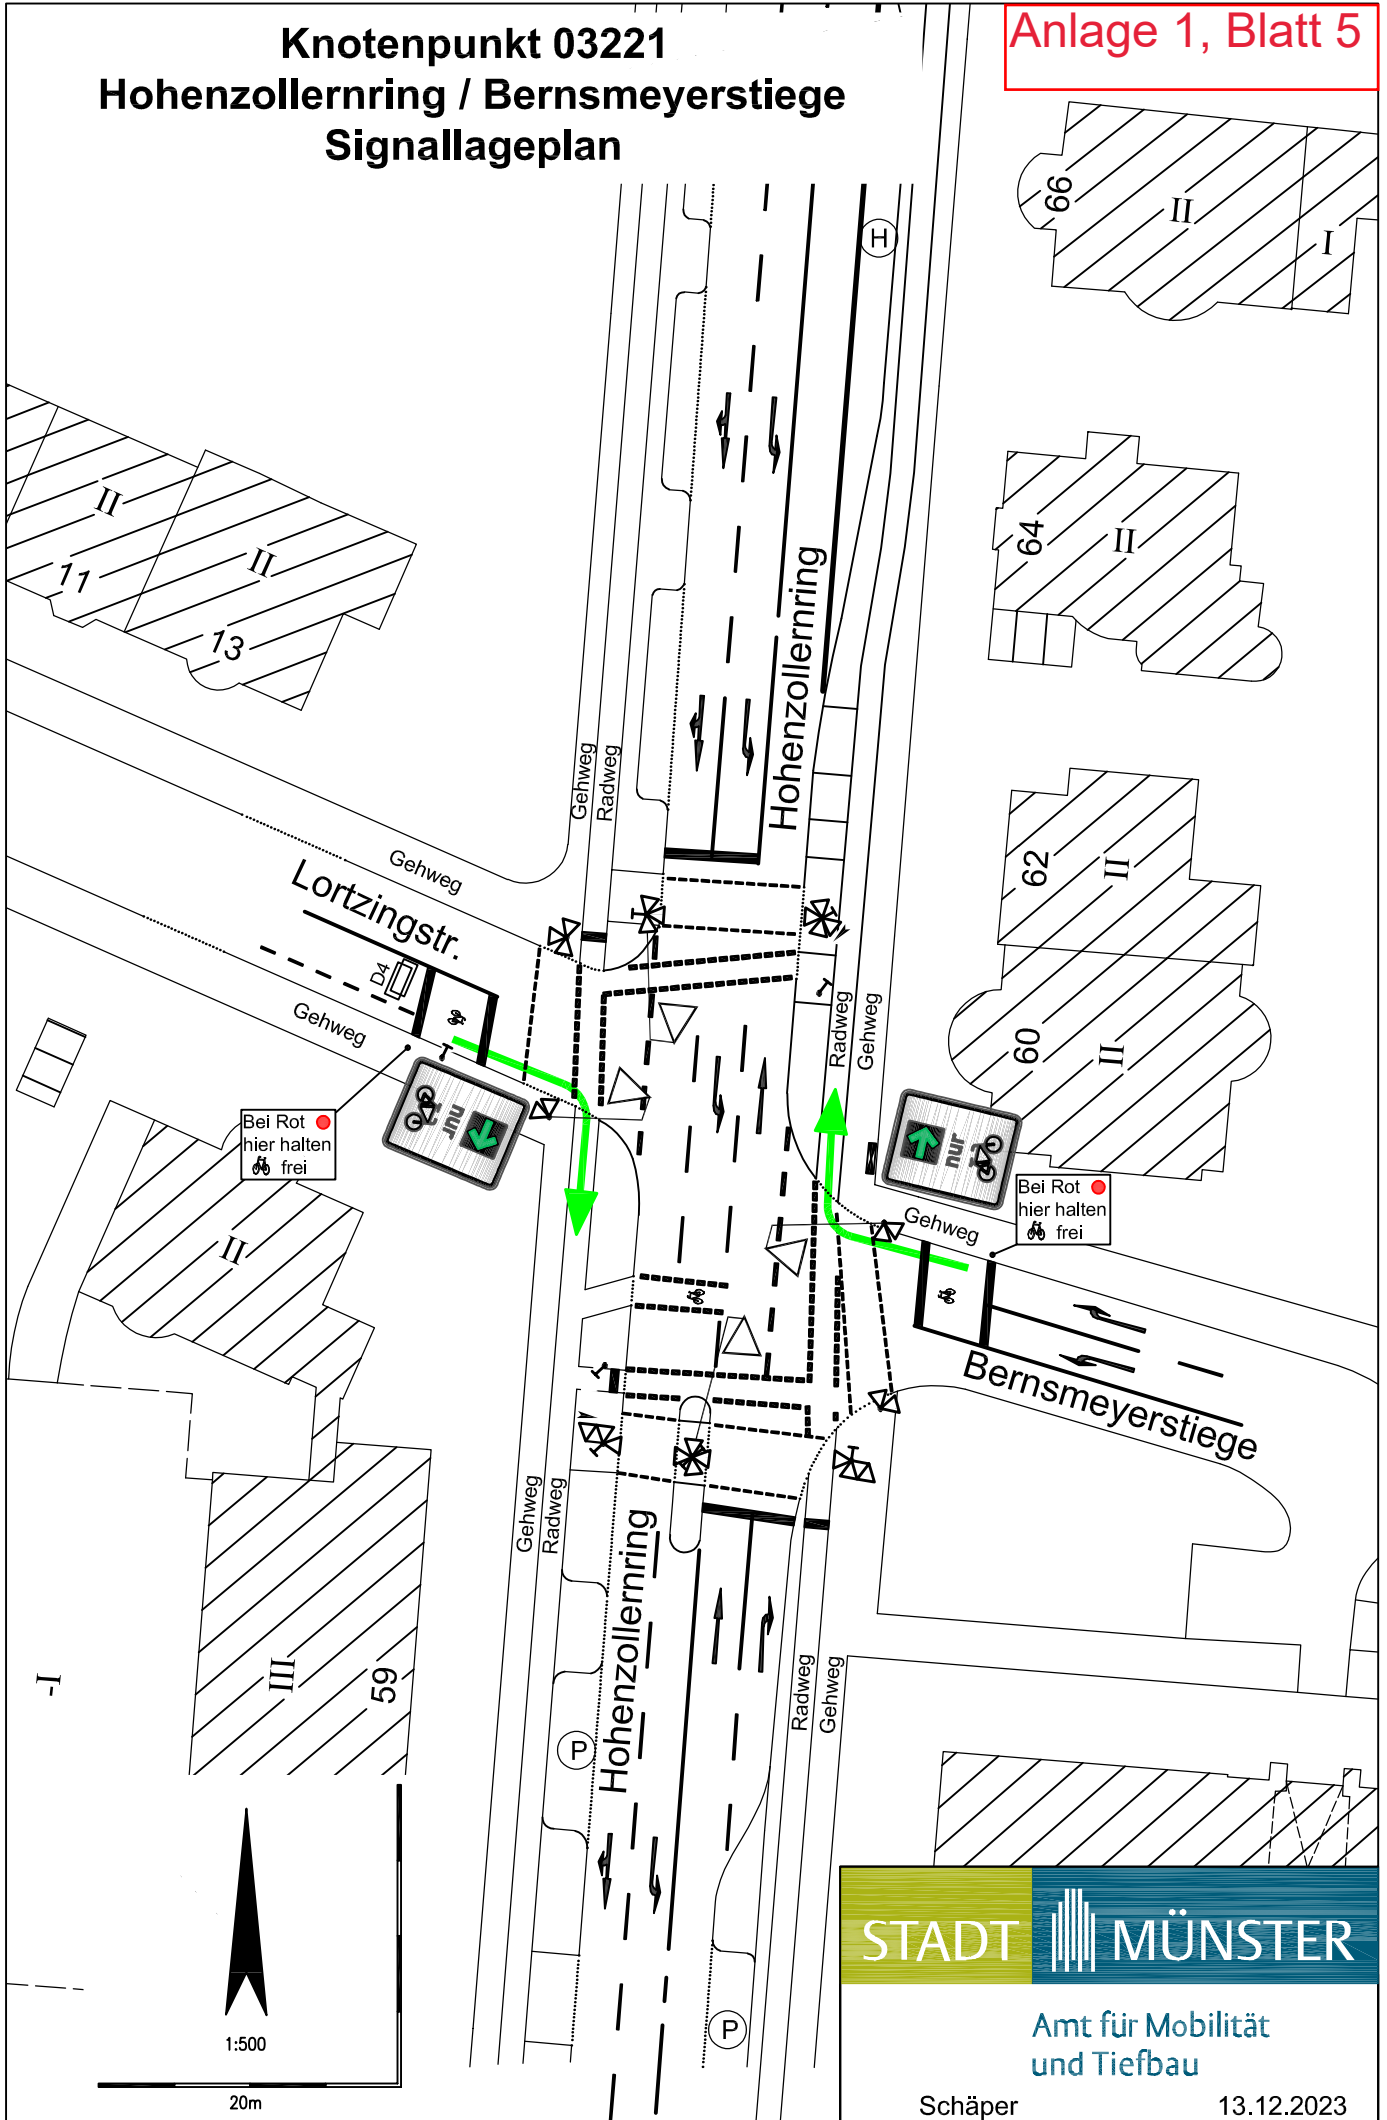 Knotenpunkt 03221
Hohenzollernring / Bernsmeyerstiege
Signallageplan
Anlage 1, Blatt 5
66
II
I
H
II
11
II
13
64
II
Hohenzollernring
Gehweg
Radweg
Gehweg
Lortzingstr.
D4
Gehweg
62
II
60
II
Radweg
Gehweg
nur
nur
Bei Rot
hier halten
frei
Bei Rot
hier halten
frei
Gehweg
II
Bernsmeyerstiege
Gehweg
Radweg
Hohenzollernring
III
59
I-
Radweg
Gehweg
P
P
1:500
20m
STADT MÜNSTER
Amt für Mobilität
und Tiefbau
Schäper 13.12.2023